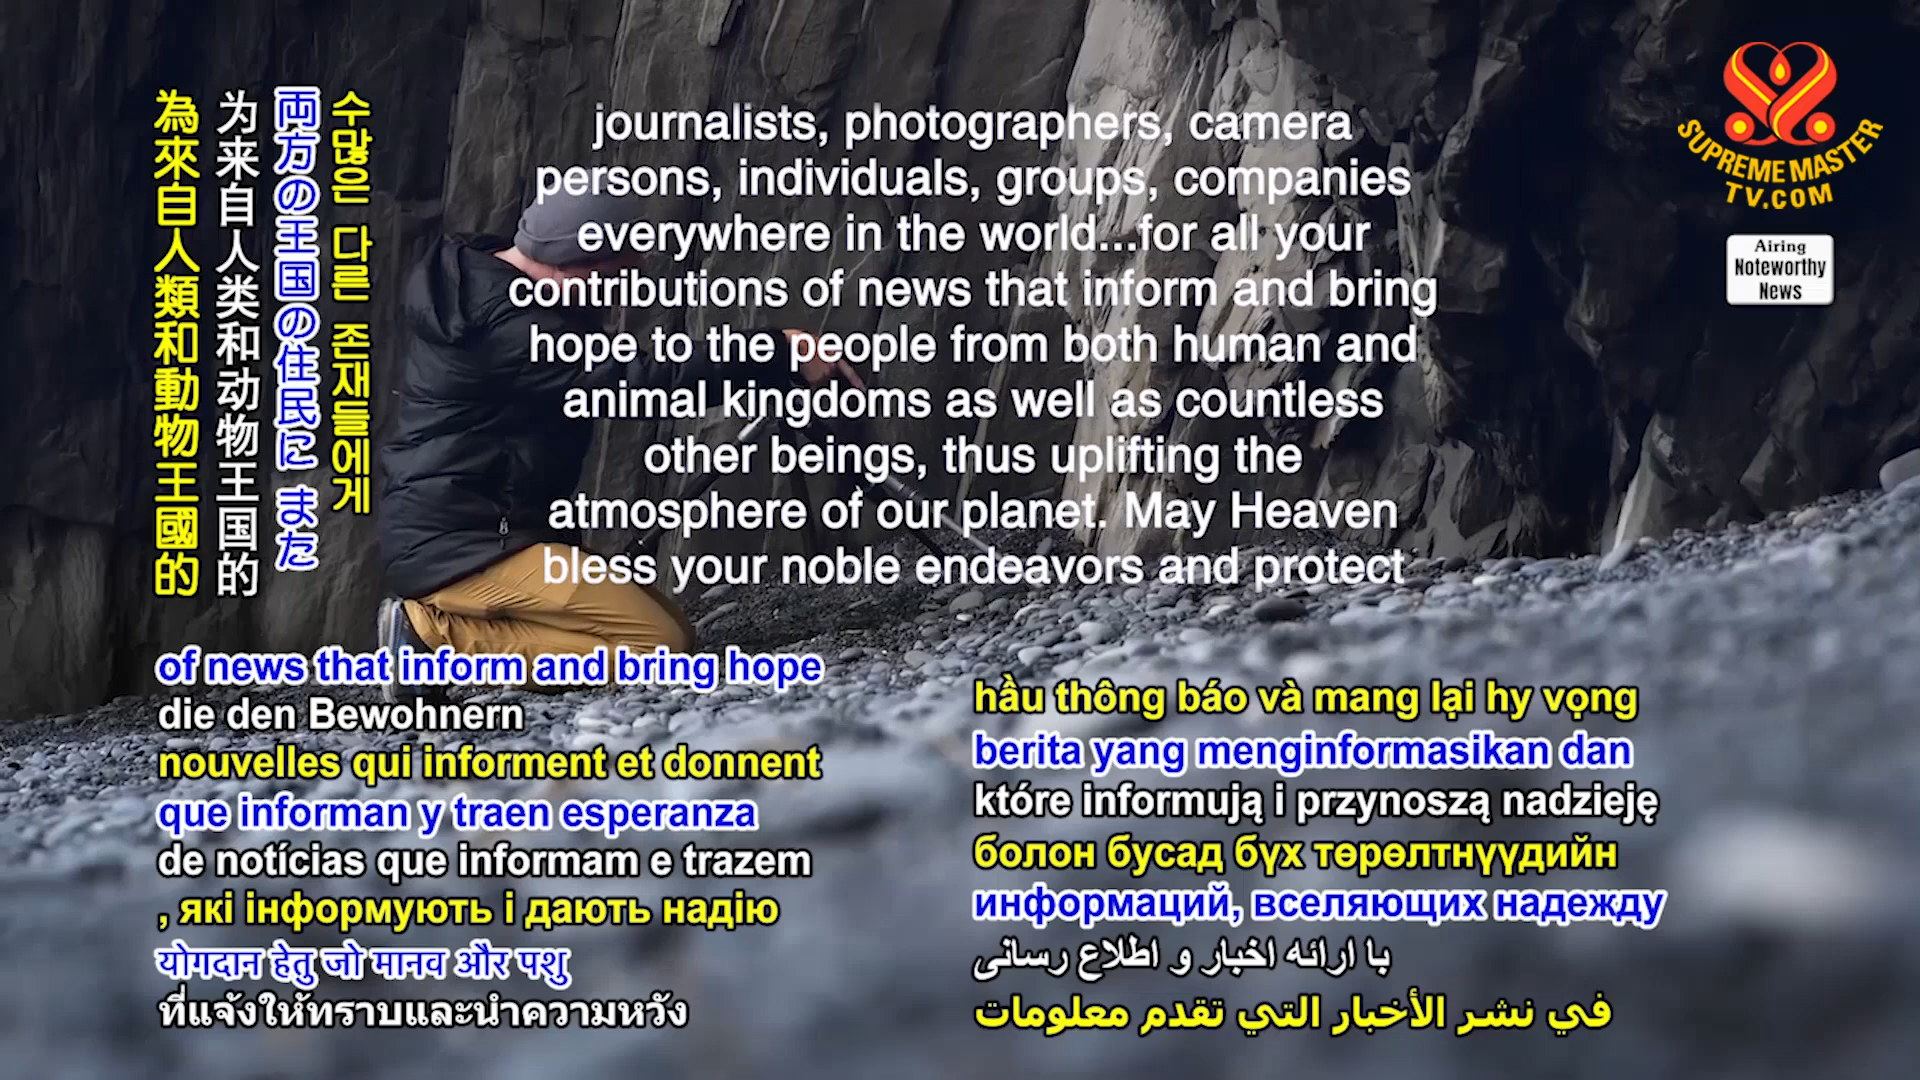 為來自人類和動物王國的
为来自人类和动物王国的
両方の王国の住民に また
수많은 다른 존재들에게
journalists, photographers, camera
persons, individuals, groups, companies
everywhere in the world...for all your
contributions of news that inform and bring
hope to the people from both human and
animal kingdoms as well as countless
other beings, thus uplifting the
atmosphere of our planet. May Heaven
bless your noble endeavors and protect
SUPREME MASTER
TV.COM
Airing
Noteworthy
News
of news that inform and bring hope
die den Bewohnern
nouvelles qui informent et donnent
que informan y traen esperanza
de notícias que informam e trazem
, які інформують і дають надію
योगदान हेतु जो मानव और पशु
ที่แจ้งให้ทราบและนำความหวัง
hầu thông báo và mang lại hy vọng
berita yang menginformasikan dan
które informują i przynoszą nadzieję
болон бусад бүх төрөлтнүүдийн
информаций, вселяющих надежду
با ارائه اخبار و اطلاع رسانی
في نشر الأخبار التي تقدم معلومات